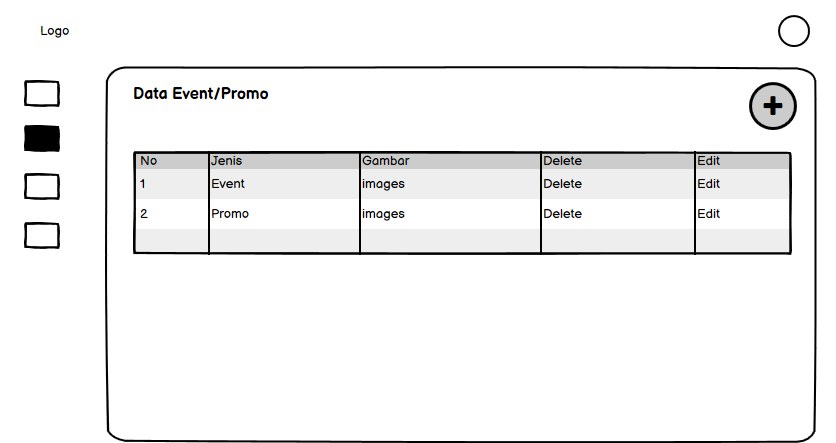 Logo
Data Event/Promo
No Jenis Gambar Delete Edit
1 Event images Delete Edit
2 Promo images Delete Edit